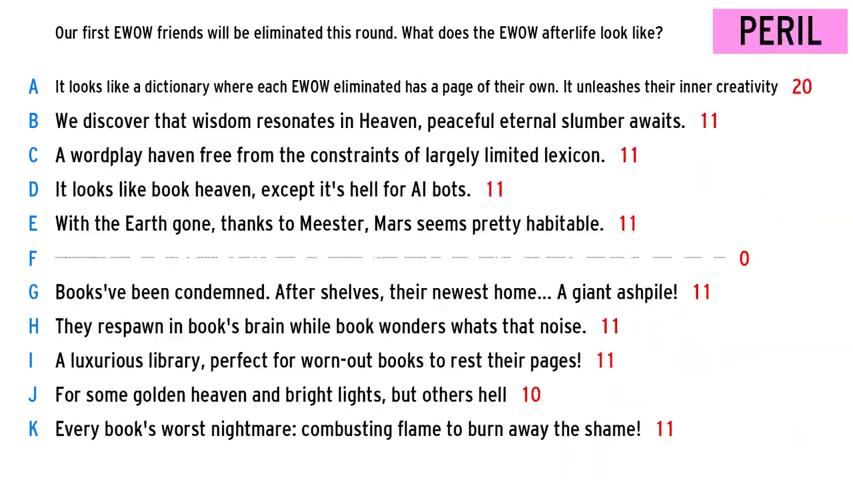 Our first EWOW friends will be eliminated this round. What does the EWOW afterlife look like?
PERIL
A It looks like a dictionary where each EWOW eliminated has a page of their own. It unleashes their inner creativity 20
B We discover that wisdom resonates in Heaven, peaceful eternal slumber awaits. 11
C A wordplay haven free from the constraints of largely limited lexicon. 11
D It looks like book heaven, except it's hell for AI bots. 11
E With the Earth gone, thanks to Meester, Mars seems pretty habitable. 11
F 0
G Books've been condemned. After shelves, their newest home... A giant ashpile! 11
H They respawn in book's brain while book wonders whats that noise. 11
I A luxurious library, perfect for worn-out books to rest their pages! 11
J For some golden heaven and bright lights, but others hell 10
K Every book's worst nightmare: combusting flame to burn away the shame! 11